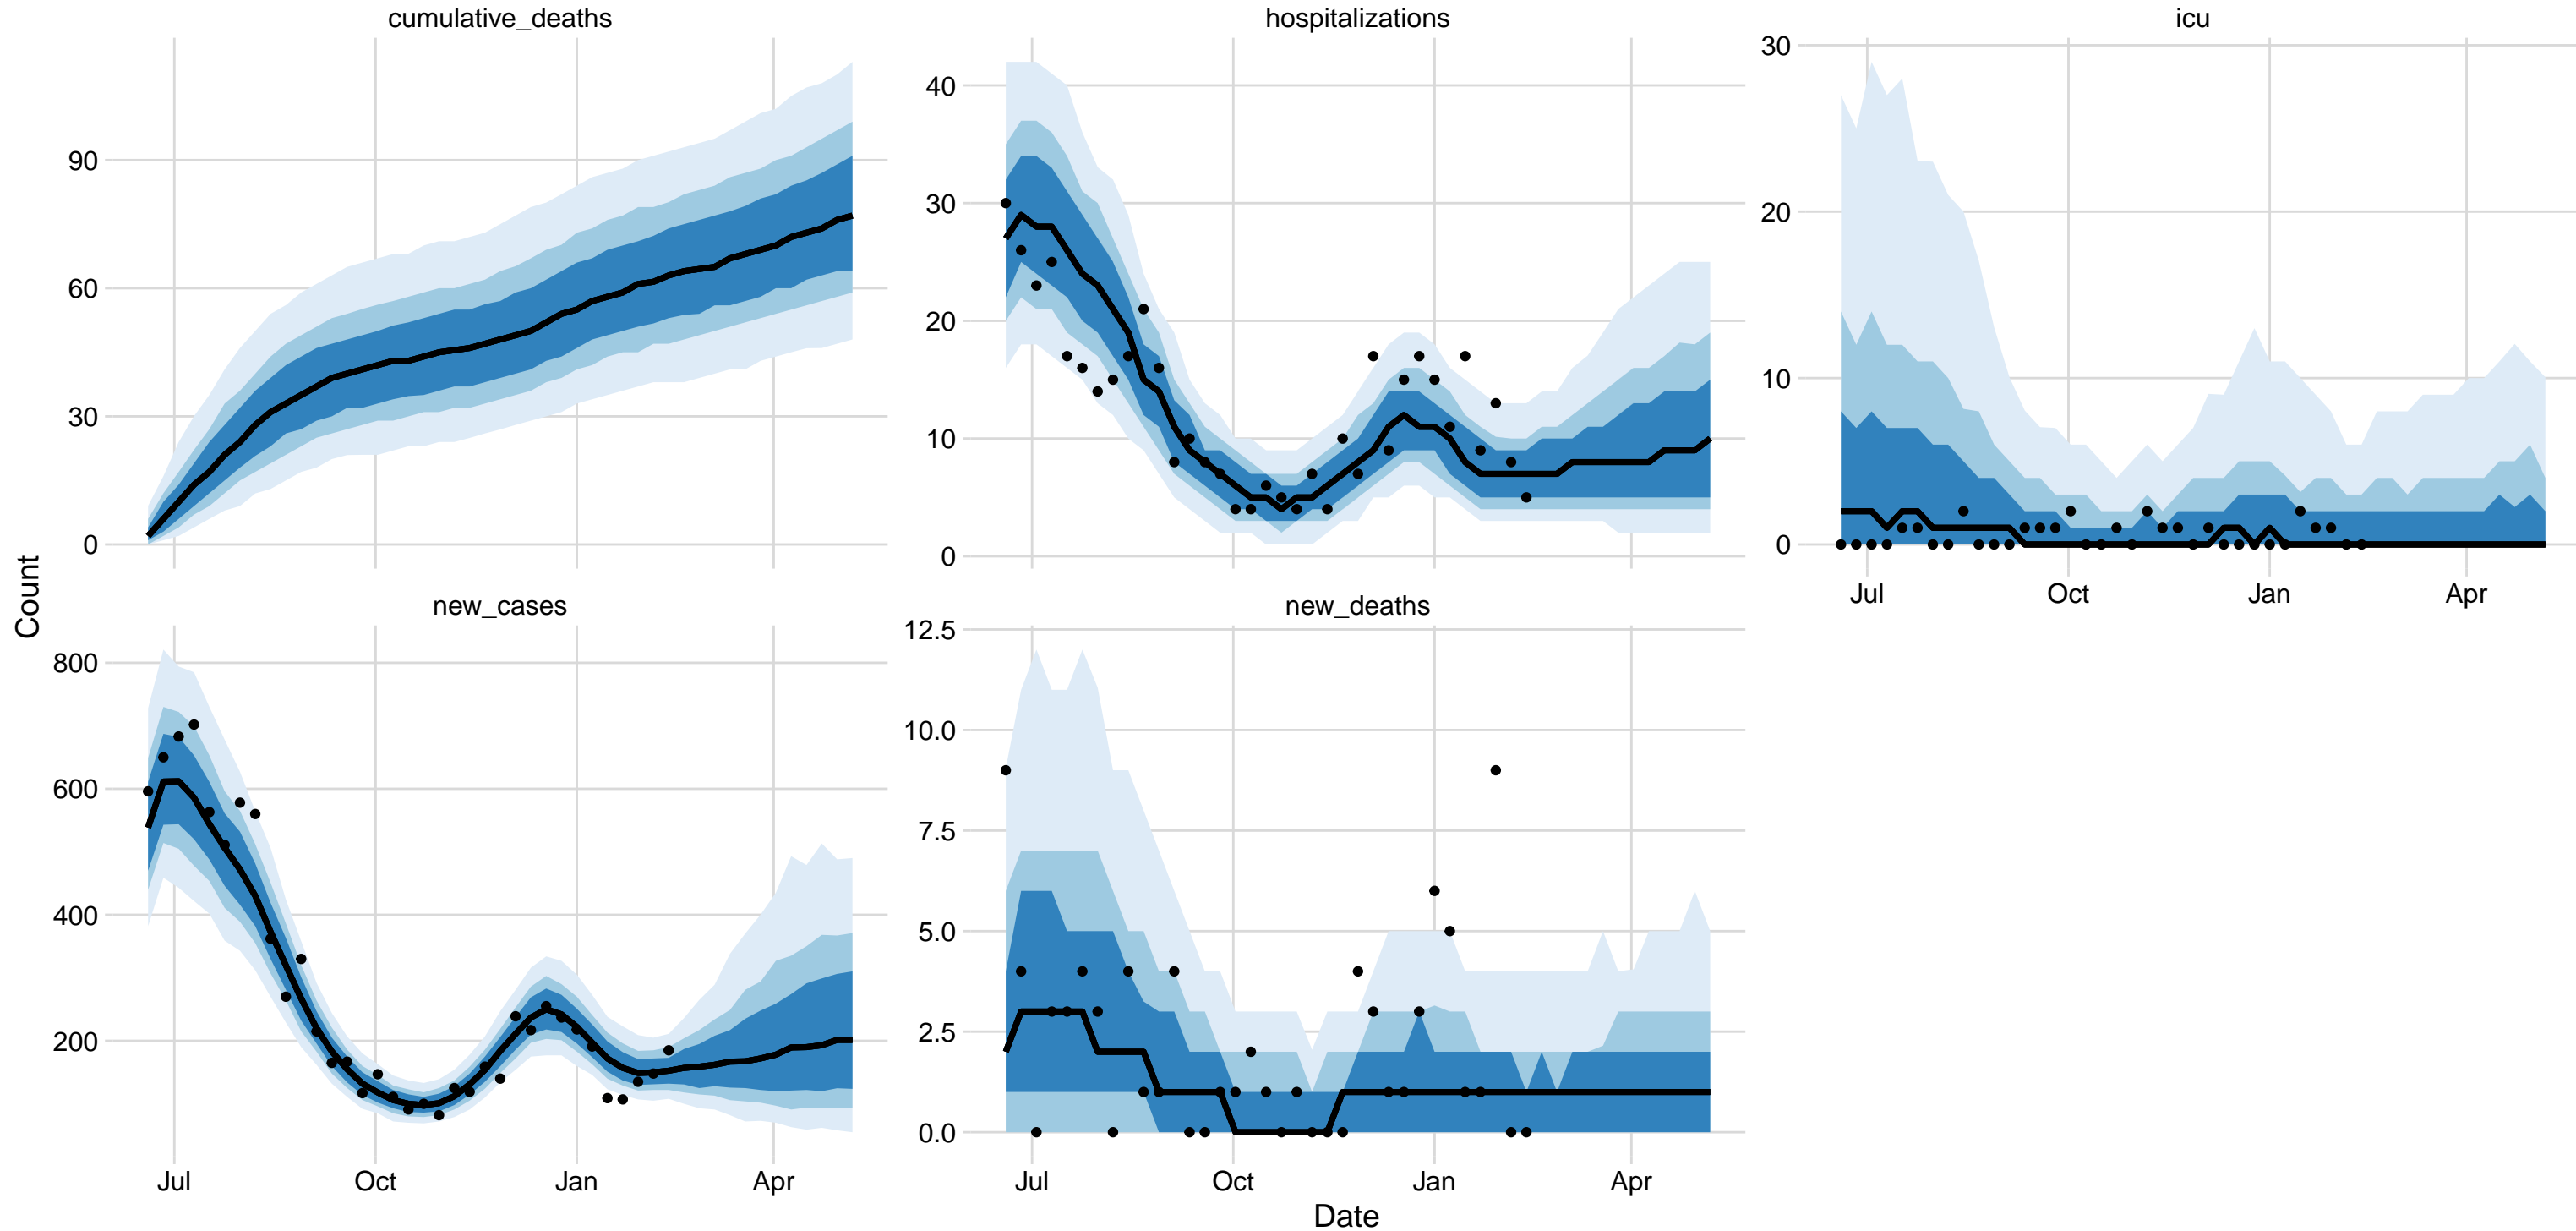 cumulative_deaths
hospitalizations
icu
90
60
30
0
40
30
20
10
0
30
20
10
0
Jul Oct Jan Apr
Count
new_cases
new_deaths
800
600
400
200
12.5
10.0
7.5
5.0
2.5
0.0
Jul Oct Jan Apr
Jul Oct Jan Apr
Date